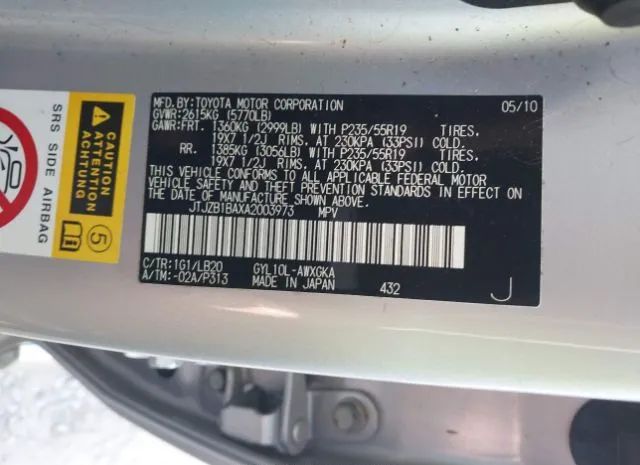 MFD.BY:TOYOTA MOTOR CORPORATION 05/10
GVWR:2615KG (5770LB)
GAWR:FRT. 1360KG (2999LB) WITH P235/55R19 TIRES,
19X7 1/2J RIMS, AT 230KPA (33PSI) COLD.
RR. 1385KG (3056LB) WITH P235/55R19 TIRES,
19X7 1/2J RIMS, AT 230KPA (33PSI) COLD.
THIS VEHICLE CONFORMS TO ALL APPLICABLE FEDERAL MOTOR
VEHICLE SAFETY AND THEFT PREVENTION STANDARDS IN EFFECT ON
THE DATE OF MANUFACTURE SHOWN ABOVE.
JTJZB1BAXA2003973 MPV
C/TR:1G1/LB20 GYL10L-AWXGKA
A/TM:-02A/P313 MADE IN JAPAN 432 J
SRS SIDE AIRBAG
CAUTION
ATTENTION
ACHTUNG
5